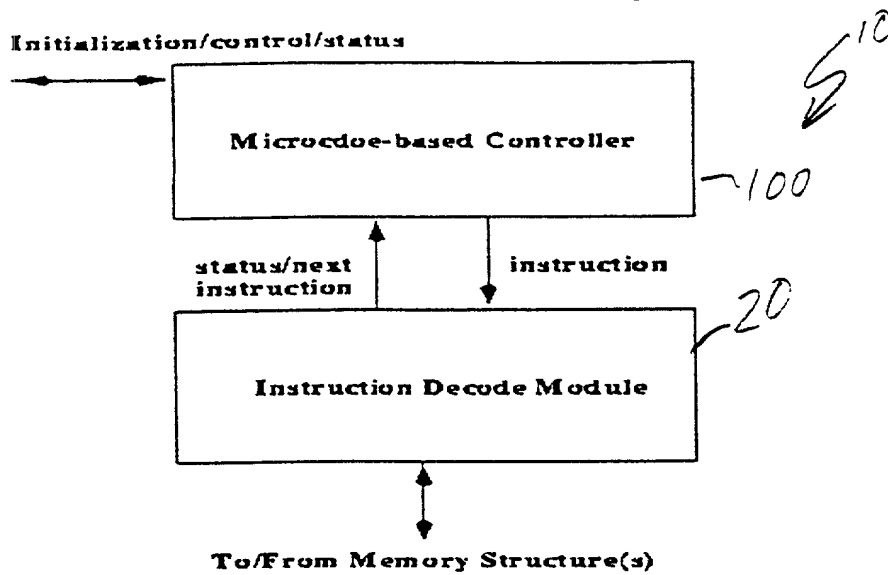 Initialization/control/status
10
Microcdoe-based Controller
100
status/next
instruction
instruction
20
Instruction Decode Module
To/From Memory Structure(s)